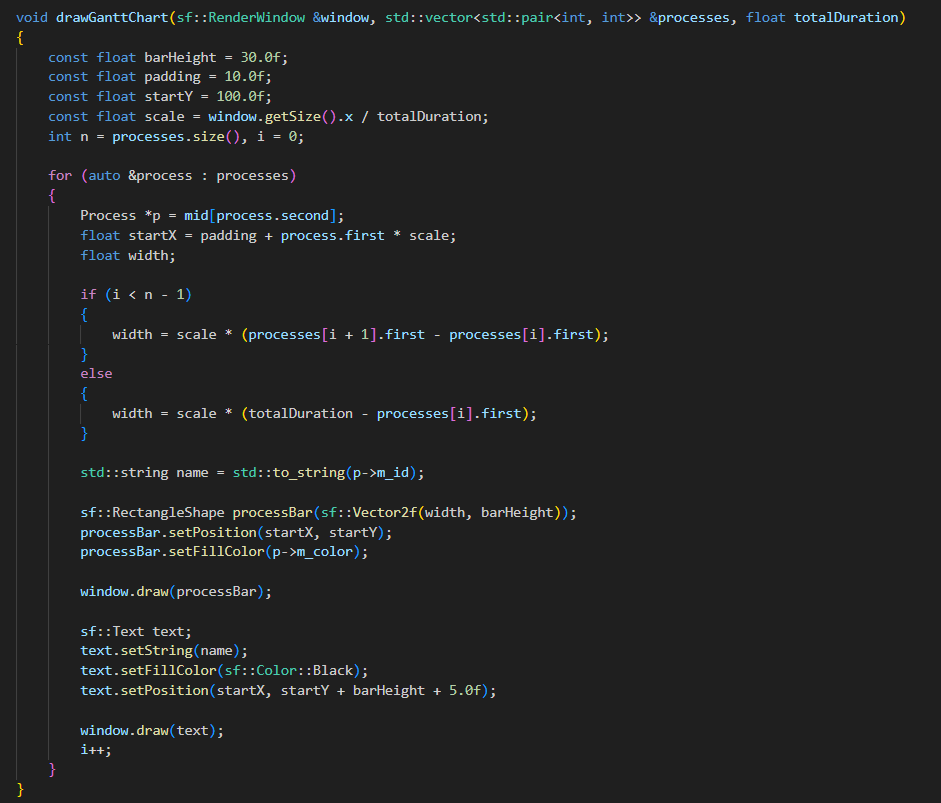 void drawGanttChart(sf::RenderWindow &window, std::vector<std::pair<int, int>> &processes, float totalDuration)
{
    const float barHeight = 30.0f;
    const float padding = 10.0f;
    const float startY = 100.0f;
    const float scale = window.getSize().x / totalDuration;
    int n = processes.size(), i = 0;

    for (auto &process : processes)
    {
        Process *p = mid[process.second];
        float startX = padding + process.first * scale;
        float width;

        if (i < n - 1)
        {
            width = scale * (processes[i + 1].first - processes[i].first);
        }
        else
        {
            width = scale * (totalDuration - processes[i].first);
        }

        std::string name = std::to_string(p->m_id);

        sf::RectangleShape processBar(sf::Vector2f(width, barHeight));
        processBar.setPosition(startX, startY);
        processBar.setFillColor(p->m_color);

        window.draw(processBar);

        sf::Text text;
        text.setString(name);
        text.setFillColor(sf::Color::Black);
        text.setPosition(startX, startY + barHeight + 5.0f);

        window.draw(text);
        i++;
    }
}